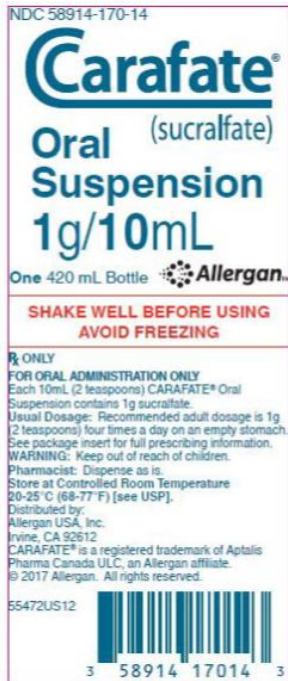 NDC 58914-170-14
Carafate®
(sucralfate)
Oral
Suspension
1g/10mL
One 420 mL Bottle Allergan
SHAKE WELL BEFORE USING
AVOID FREEZING
℞ ONLY
FOR ORAL ADMINISTRATION ONLY
Each 10mL (2 teaspoons) CARAFATE® Oral
Suspension contains 1g sucralfate.
Usual Dosage: Recommended adult dosage is 1g
(2 teaspoons) four times a day on an empty stomach.
See package insert for full prescribing information.
WARNING: Keep out of reach of children.
Pharmacist: Dispense as is.
Store at Controlled Room Temperature
20-25°C (68-77°F) [see USP].
Distributed by:
Allergan USA, Inc.
Irvine, CA 92612
CARAFATE® is a registered trademark of Aptalis
Pharma Canada ULC, an Allergan affiliate.
© 2017 Allergan. All rights reserved.
55472US12
3 58914 17014 3